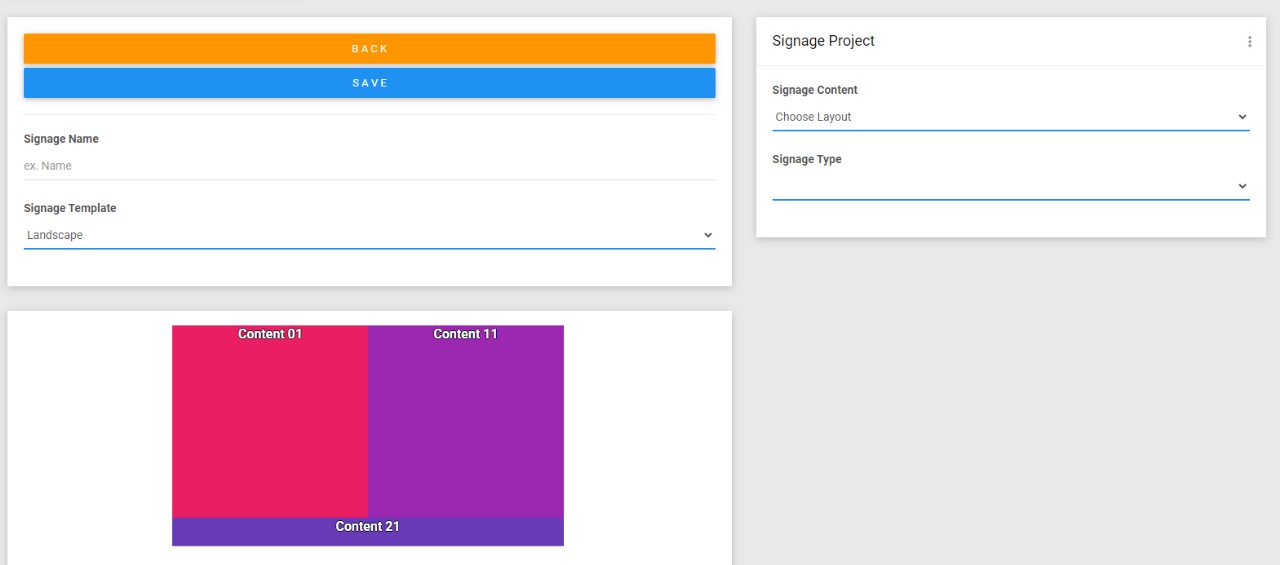 BACK
SAVE
Signage Name
ex. Name
Signage Template
Landscape
Signage Project
Signage Content
Choose Layout
Signage Type
Content 01
Content 11
Content 21